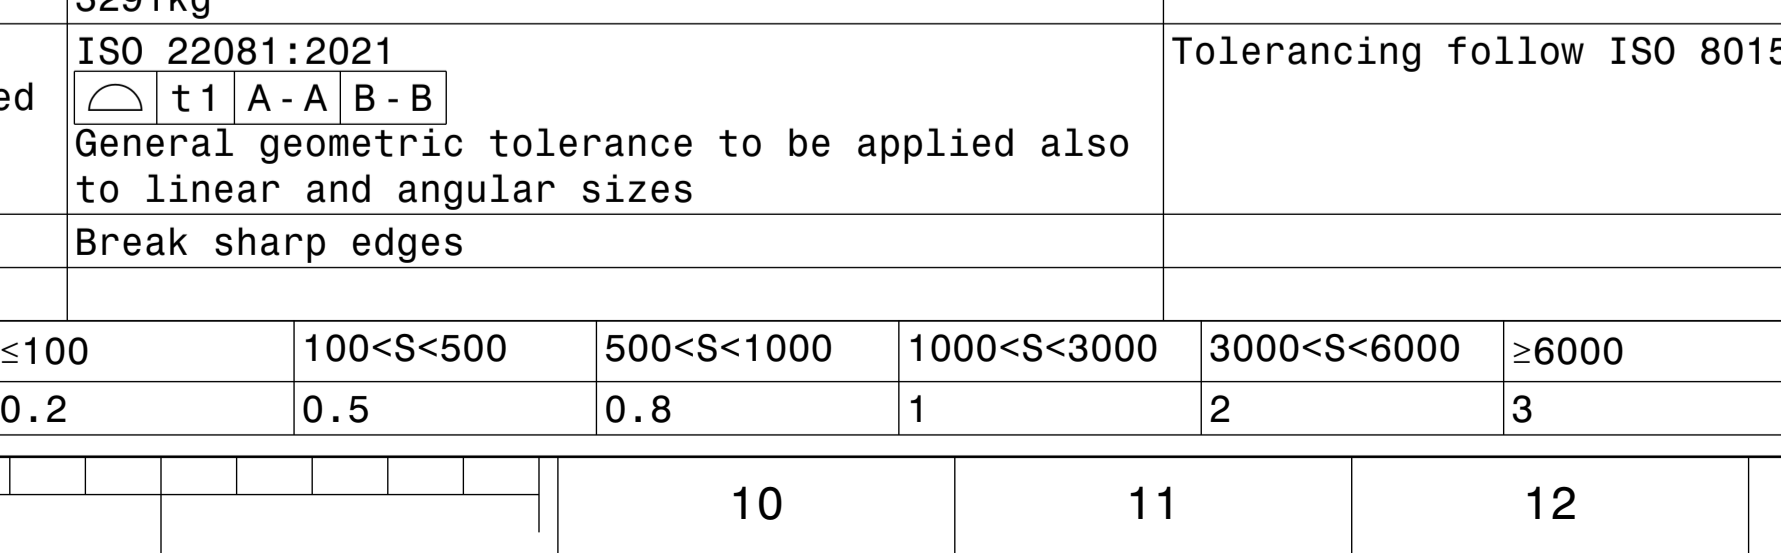 3291kg
ISO 22081:2021
t1 A-A B-B
ed
General geometric tolerance to be applied also
to linear and angular sizes
Tolerancing follow ISO 8015
Break sharp edges
≤100 100<S<500 500<S<1000 1000<S<3000 3000<S<6000 ≥6000
0.2 0.5 0.8 1 2 3
10 11 12